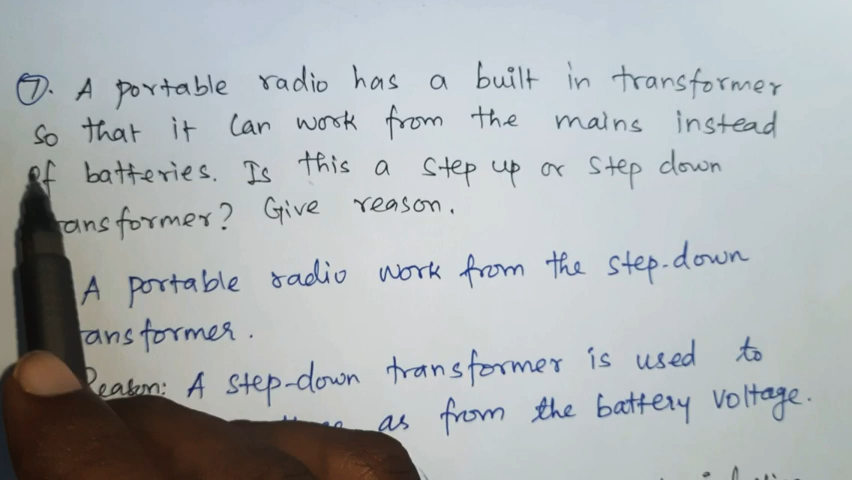 7. A portable radio has a built in transformer
so that it can work from the mains instead
of batteries. Is this a step up or step down
ansformer? Give reason.
A portable radio work from the step-down
ansformer.
Reason: A step-down transformer is used to
as from the battery voltage.